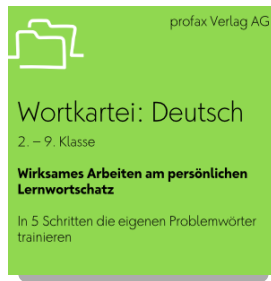 profax Verlag AG
Wortkartei: Deutsch
2. – 9. Klasse
Wirksames Arbeiten am persönlichen
Lernwortschatz
In 5 Schritten die eigenen Problemwörter
trainieren